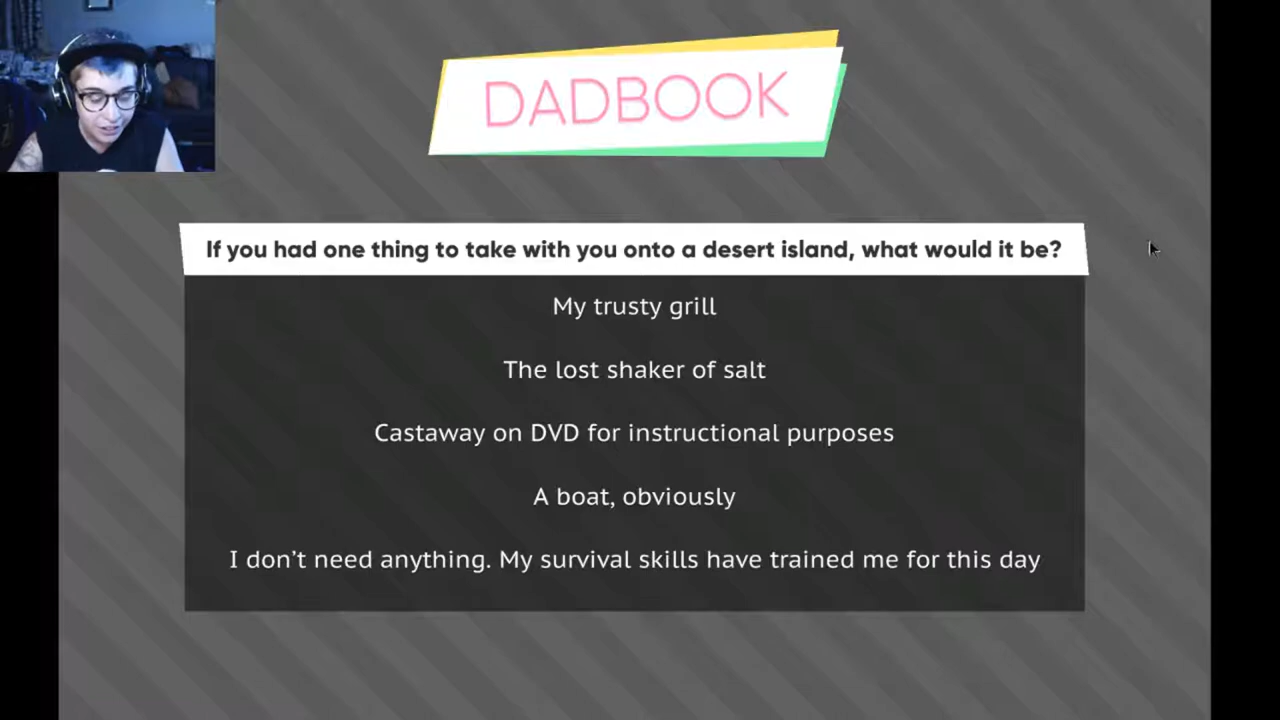 DADBOOK
If you had one thing to take with you onto a desert island, what would it be?
My trusty grill
The lost shaker of salt
Castaway on DVD for instructional purposes
A boat, obviously
I don’t need anything. My survival skills have trained me for this day